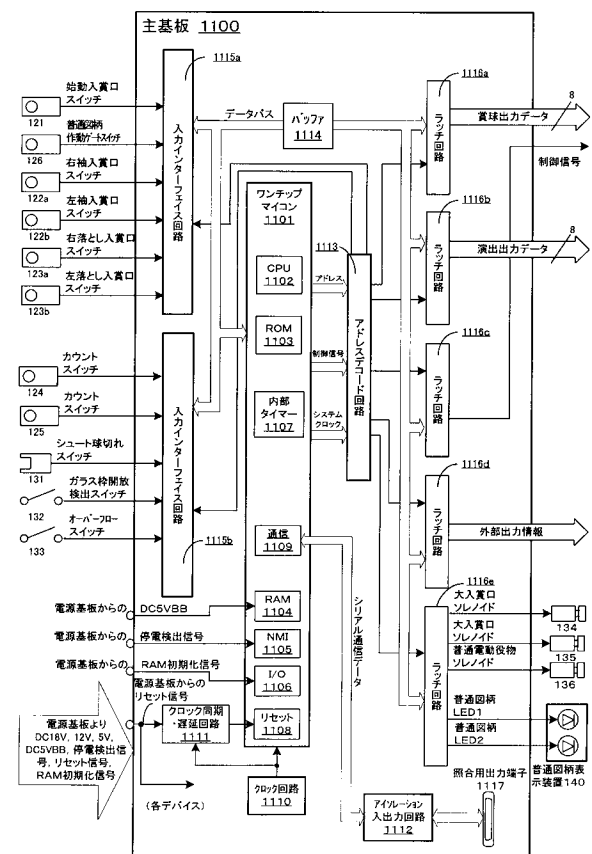 主基板 1100
1115a
始動入賞口
スイッチ
121
普通図柄
作動ゲートスイッチ
126
右袖入賞口
スイッチ
122a
左袖入賞口
スイッチ
122b
右落とし入賞口
スイッチ
123a
左落とし入賞口
スイッチ
123b
入力インターフェイス回路
カウント
スイッチ
124
カウント
スイッチ
125
シュート球切れ
スイッチ
131
ガラス枠開放
検出スイッチ
132
オーバーフロー
スイッチ
133
入力インターフェイス回路
1115b
データバス
バッファ
1114
ワンチップ
マイコン
1101
CPU
1102
ROM
1103
内部
タイマー
1107
通信
1109
RAM
1104
NMI
1105
I/O
1106
リセット
1108
アドレス
制御信号
システム
クロック
1113
アドレスデコード回路
シリアル通信データ
1116a
ラッチ回路
8
賞球出力データ
制御信号
1116b
ラッチ回路
8
演出出力データ
1116c
ラッチ回路
1116d
ラッチ回路
外部出力情報
1116e
ラッチ回路
大入賞口
ソレノイド
134
大入賞口
ソレノイド
135
普通電動役物
ソレノイド
136
普通図柄
LED1
普通図柄
LED2
普通図柄表
示装置140
照合用出力端子
1117
電源基板からの DC5VBB
電源基板からの 停電検出信号
電源基板からの RAM初期化信号
電源基板からの
リセット信号
クロック同期
・遅延回路
1111
電源基板より
DC18V, 12V, 5V,
DC5VBB, 停電検出信
号, リセット信号,
RAM初期化信号
(各デバイス)
クロック回路
1110
アイソレーション
入出力回路
1112